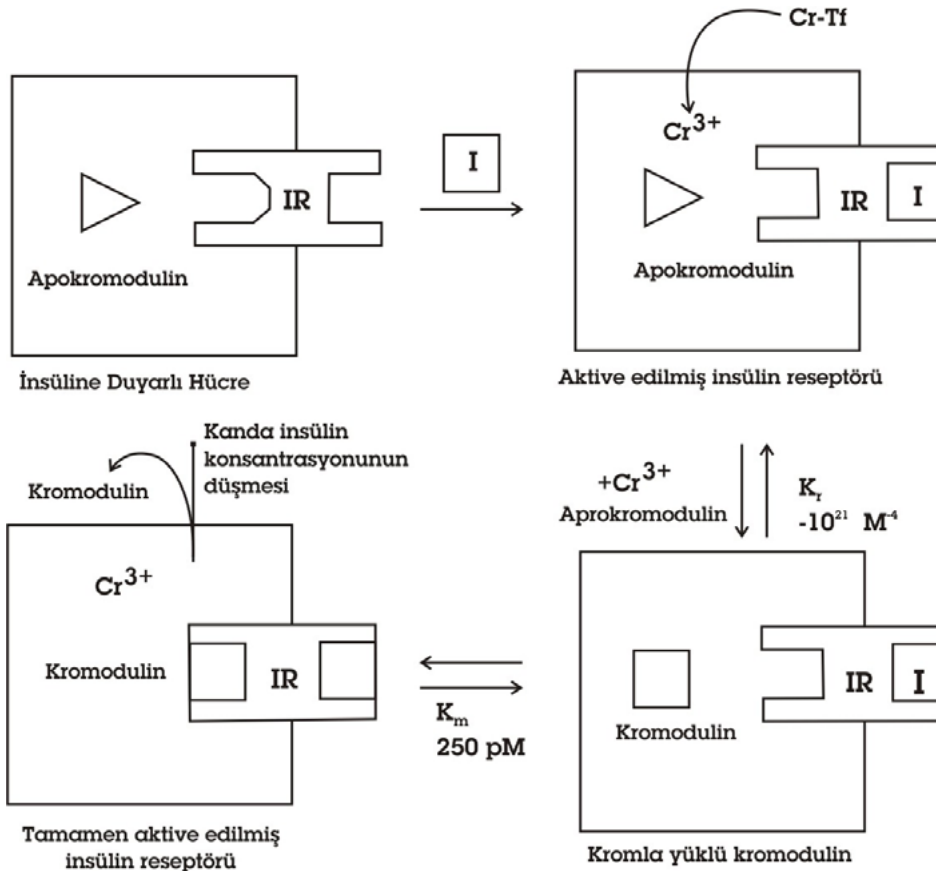 Cr-Tf
Cr3+
I
IR
IR
I
Apokromodulin
Apokromodulin
İnsüline Duyarlı Hücre
Aktive edilmiş insülin reseptörü
Kanda insülin
konsantrasyonunun
düşmesi
Kromodulin
+Cr3+
Aprokromodulin
Kr
-10²¹ M⁻⁴
Cr3+
Kromodulin
IR
Km
250 pM
IR
I
Kromodulin
Tamamen aktive edilmiş
insülin reseptörü
Kromla yüklü kromodulin